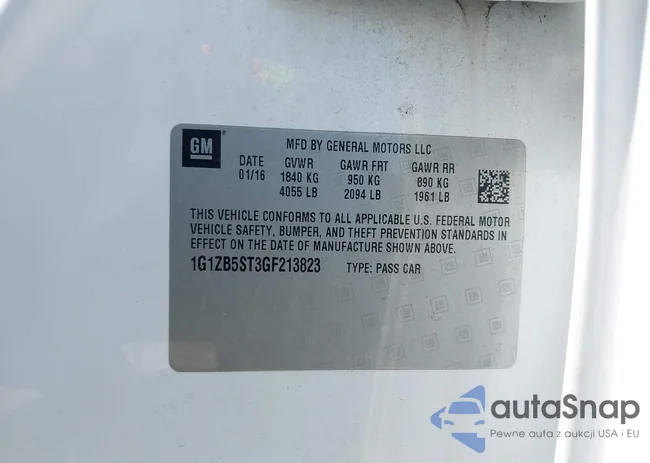 GM
MFD BY GENERAL MOTORS LLC
DATE GVWR GAWR FRT GAWR RR
01/16 1840 KG 950 KG 890 KG
4055 LB 2094 LB 1961 LB
THIS VEHICLE CONFORMS TO ALL APPLICABLE U.S. FEDERAL MOTOR
VEHICLE SAFETY, BUMPER, AND THEFT PREVENTION STANDARDS IN
EFFECT ON THE DATE OF MANUFACTURE SHOWN ABOVE.
1G1ZB5ST3GF213823 TYPE: PASS CAR
autaSnap
Pewne auta z aukcji USA i EU